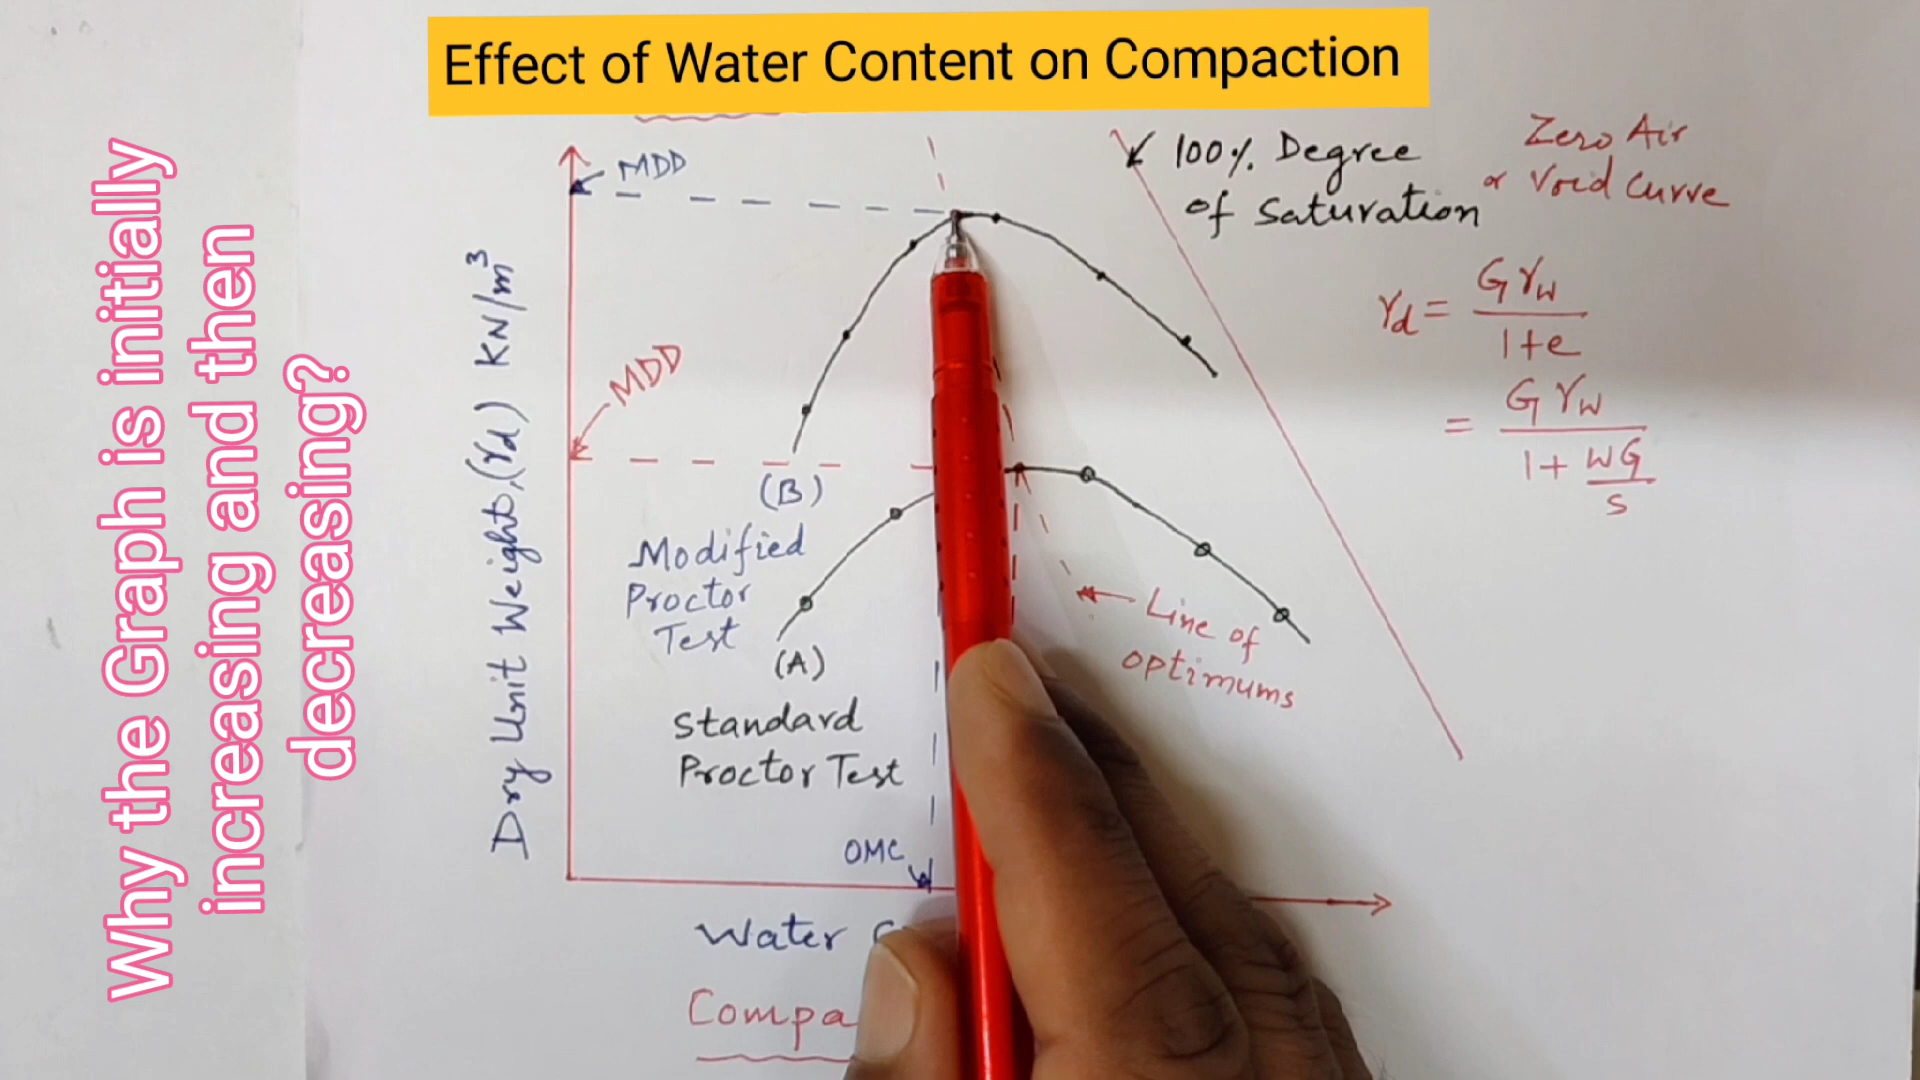 Effect of Water Content on Compaction
Why the Graph is initially
increasing and then
decreasing?
MDD
100% Degree
of Saturation
Zero Air
or Void Curve
MDD
Dry Unit Weight, (γd) KN/m³
γd = Gγw / 1+e
= Gγw / 1+ wG/s
(B)
Modified
Proctor
Test
(A)
Standard
Proctor Test
Line of
optimums
OMC
Water